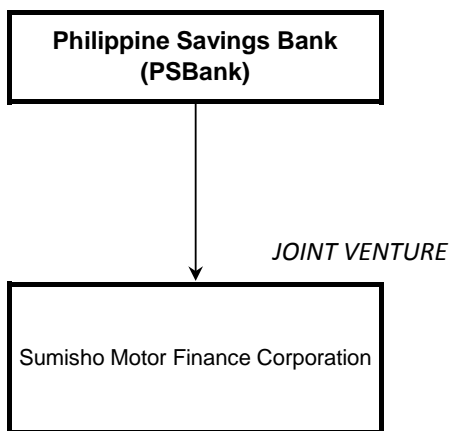 Philippine Savings Bank
(PSBank)
JOINT VENTURE
Sumisho Motor Finance Corporation